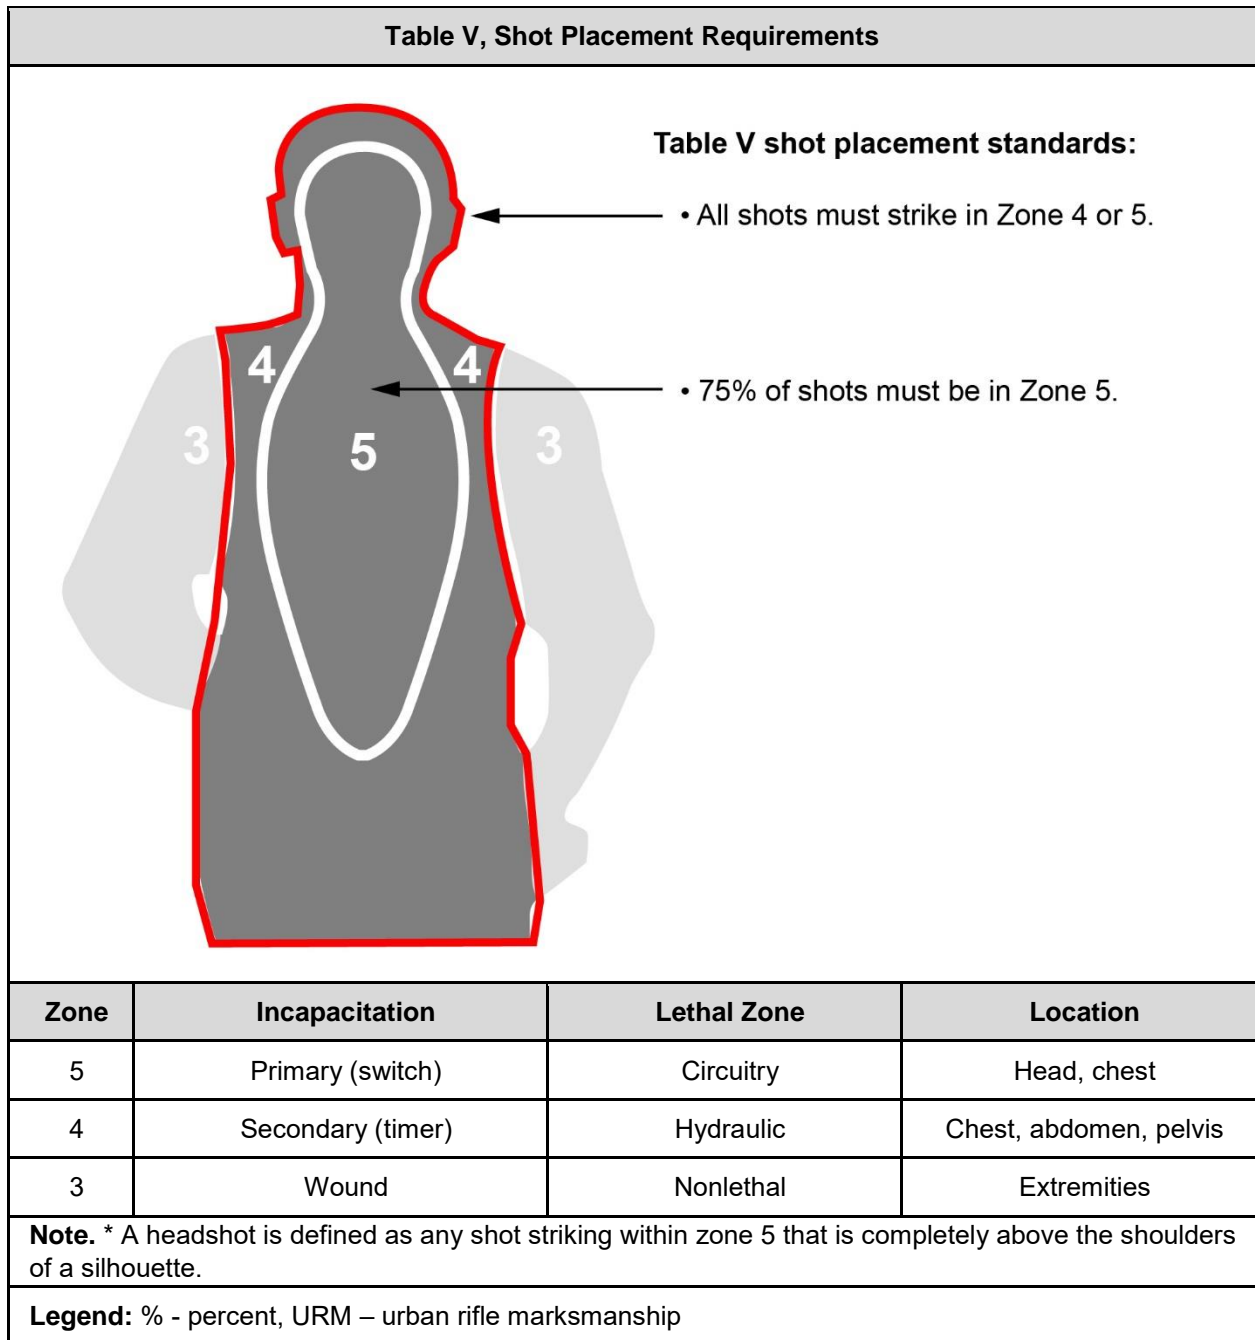 Table V, Shot Placement Requirements
Table V shot placement standards:
• All shots must strike in Zone 4 or 5.
4 4
• 75% of shots must be in Zone 5.
3 5 3
Zone Incapacitation Lethal Zone Location
5 Primary (switch) Circuitry Head, chest
4 Secondary (timer) Hydraulic Chest, abdomen, pelvis
3 Wound Nonlethal Extremities
Note. * A headshot is defined as any shot striking within zone 5 that is completely above the shoulders
of a silhouette.
Legend: % - percent, URM – urban rifle marksmanship